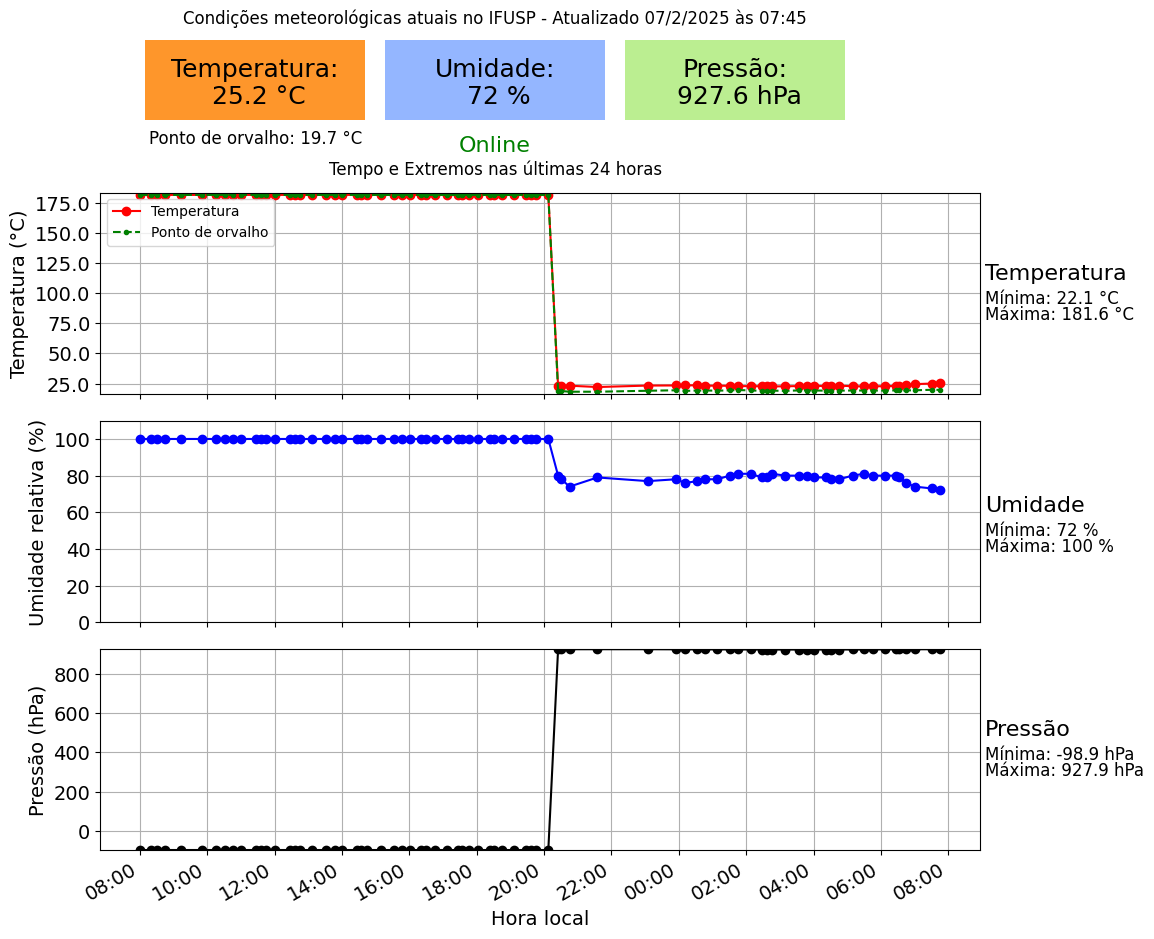 Condições meteorológicas atuais no IFUSP - Atualizado 07/2/2025 às 07:45
Temperatura:
25.2 °C
Umidade:
72 %
Pressão:
927.6 hPa
Ponto de orvalho: 19.7 °C
Online
Tempo e Extremos nas últimas 24 horas
Temperatura (°C)
175.0
150.0
125.0
100.0
75.0
50.0
25.0
Temperatura
Ponto de orvalho
Temperatura
Mínima: 22.1 °C
Máxima: 181.6 °C
Umidade relativa (%)
100
80
60
40
20
0
Umidade
Mínima: 72 %
Máxima: 100 %
Pressão (hPa)
800
600
400
200
0
Pressão
Mínima: -98.9 hPa
Máxima: 927.9 hPa
08:00
10:00
12:00
14:00
16:00
18:00
20:00
22:00
00:00
02:00
04:00
06:00
08:00
Hora local